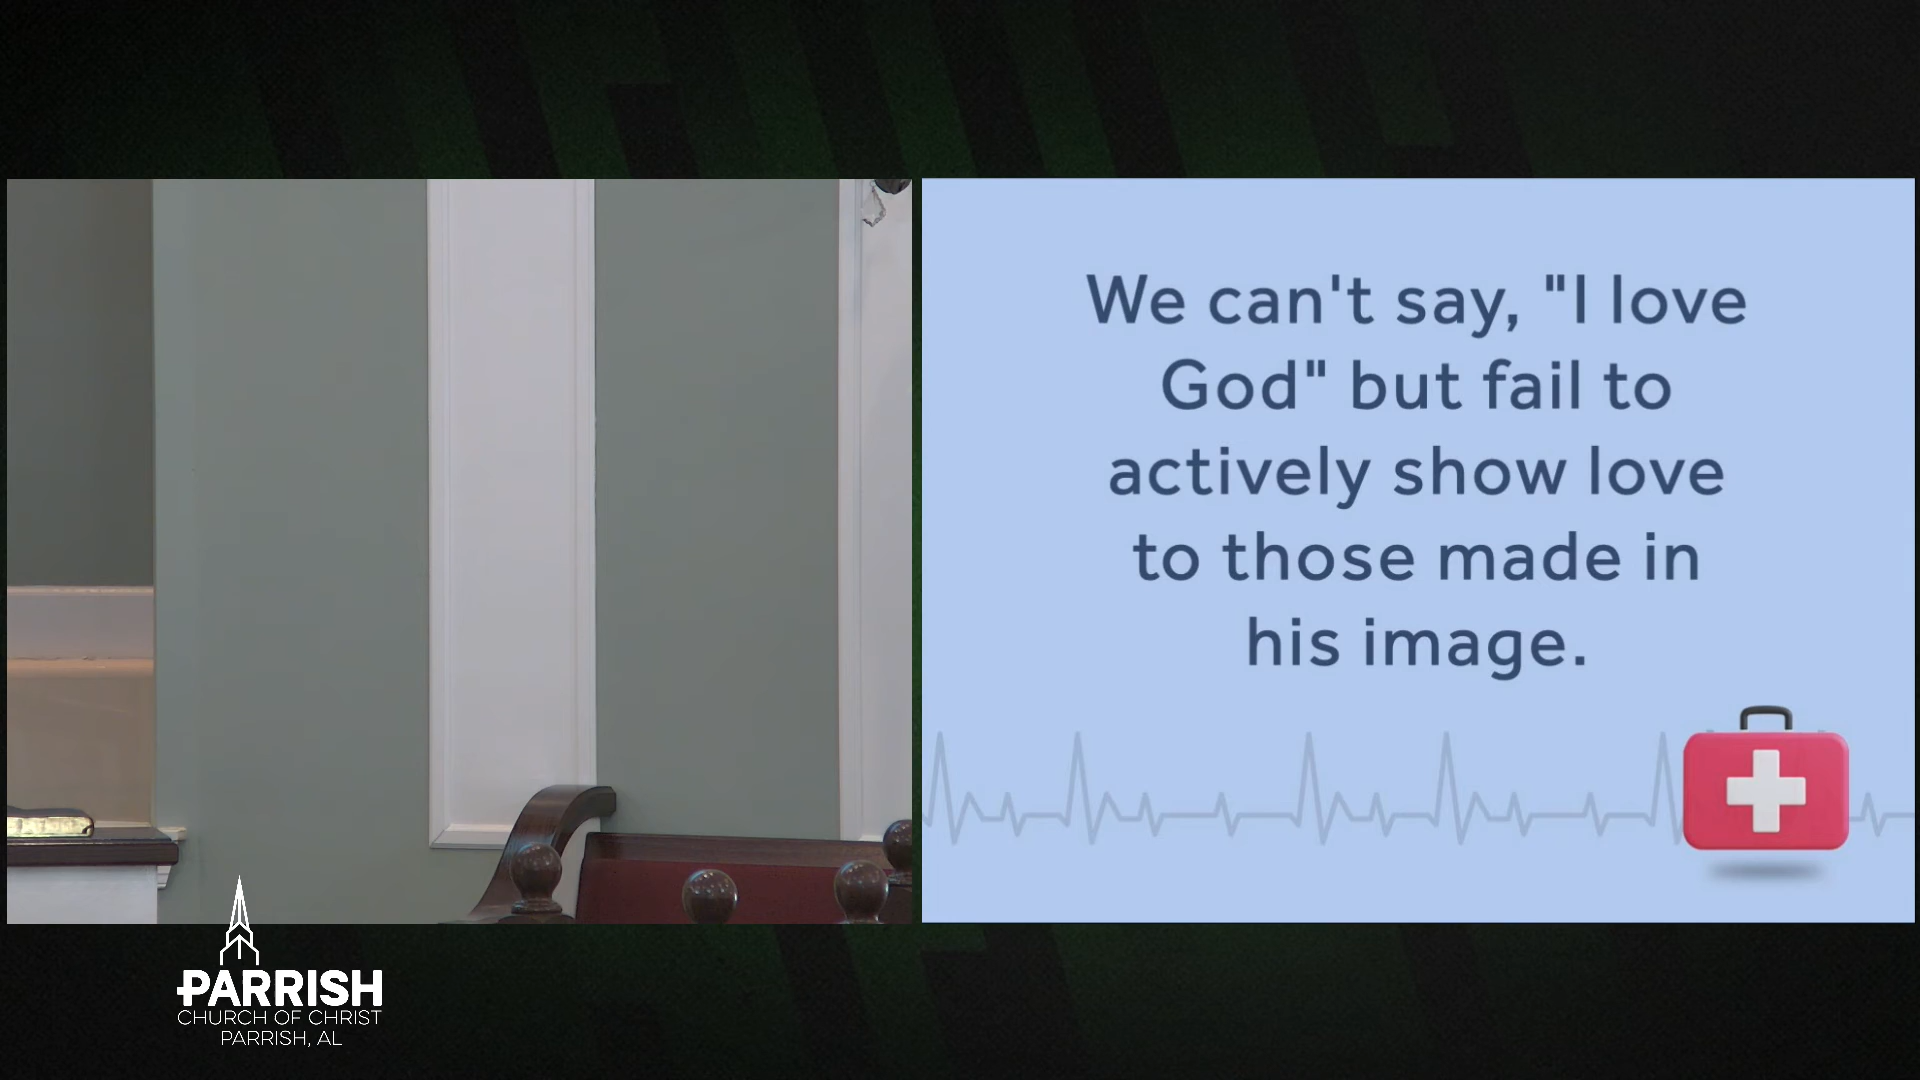 We can't say, "I love
God" but fail to
actively show love
to those made in
his image.
PARRISH
CHURCH OF CHRIST
PARRISH, AL